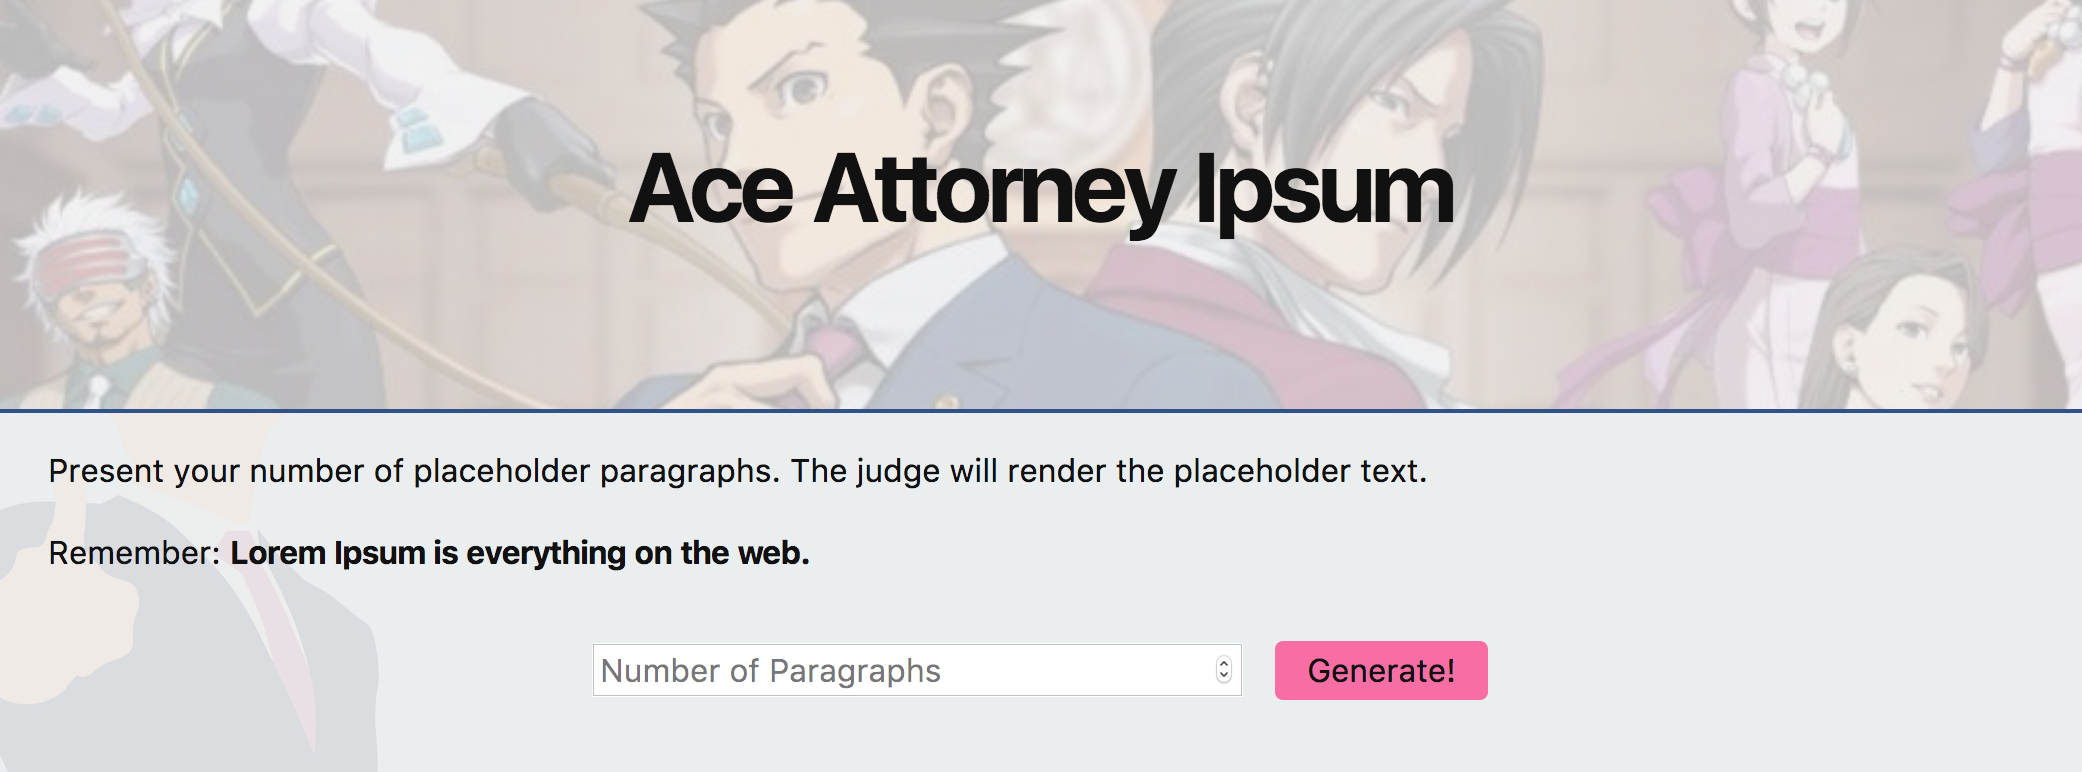 Ace Attorney Ipsum
Present your number of placeholder paragraphs. The judge will render the placeholder text.
Remember: Lorem Ipsum is everything on the web.
Number of Paragraphs
Generate!